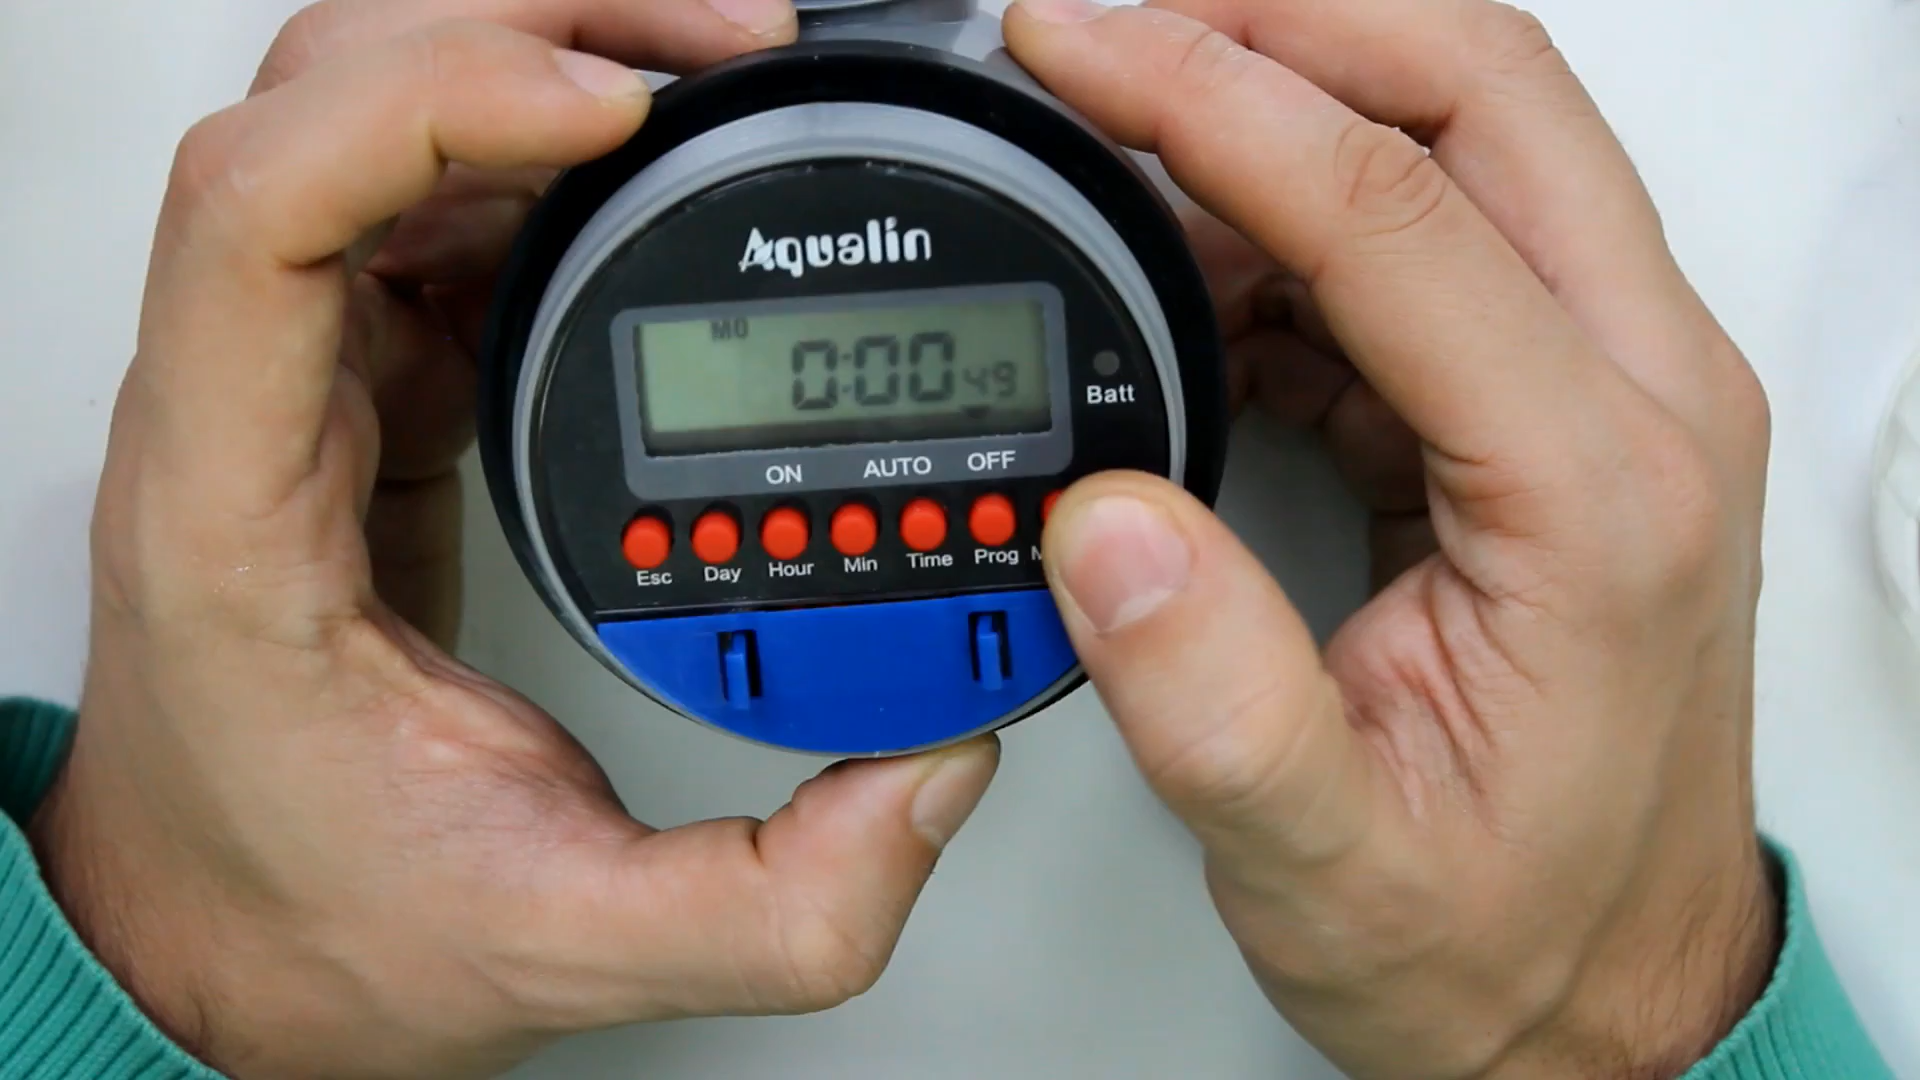 Aqualin
MO
0:00 49
Batt
ON AUTO OFF
Esc Day Hour Min Time Prog